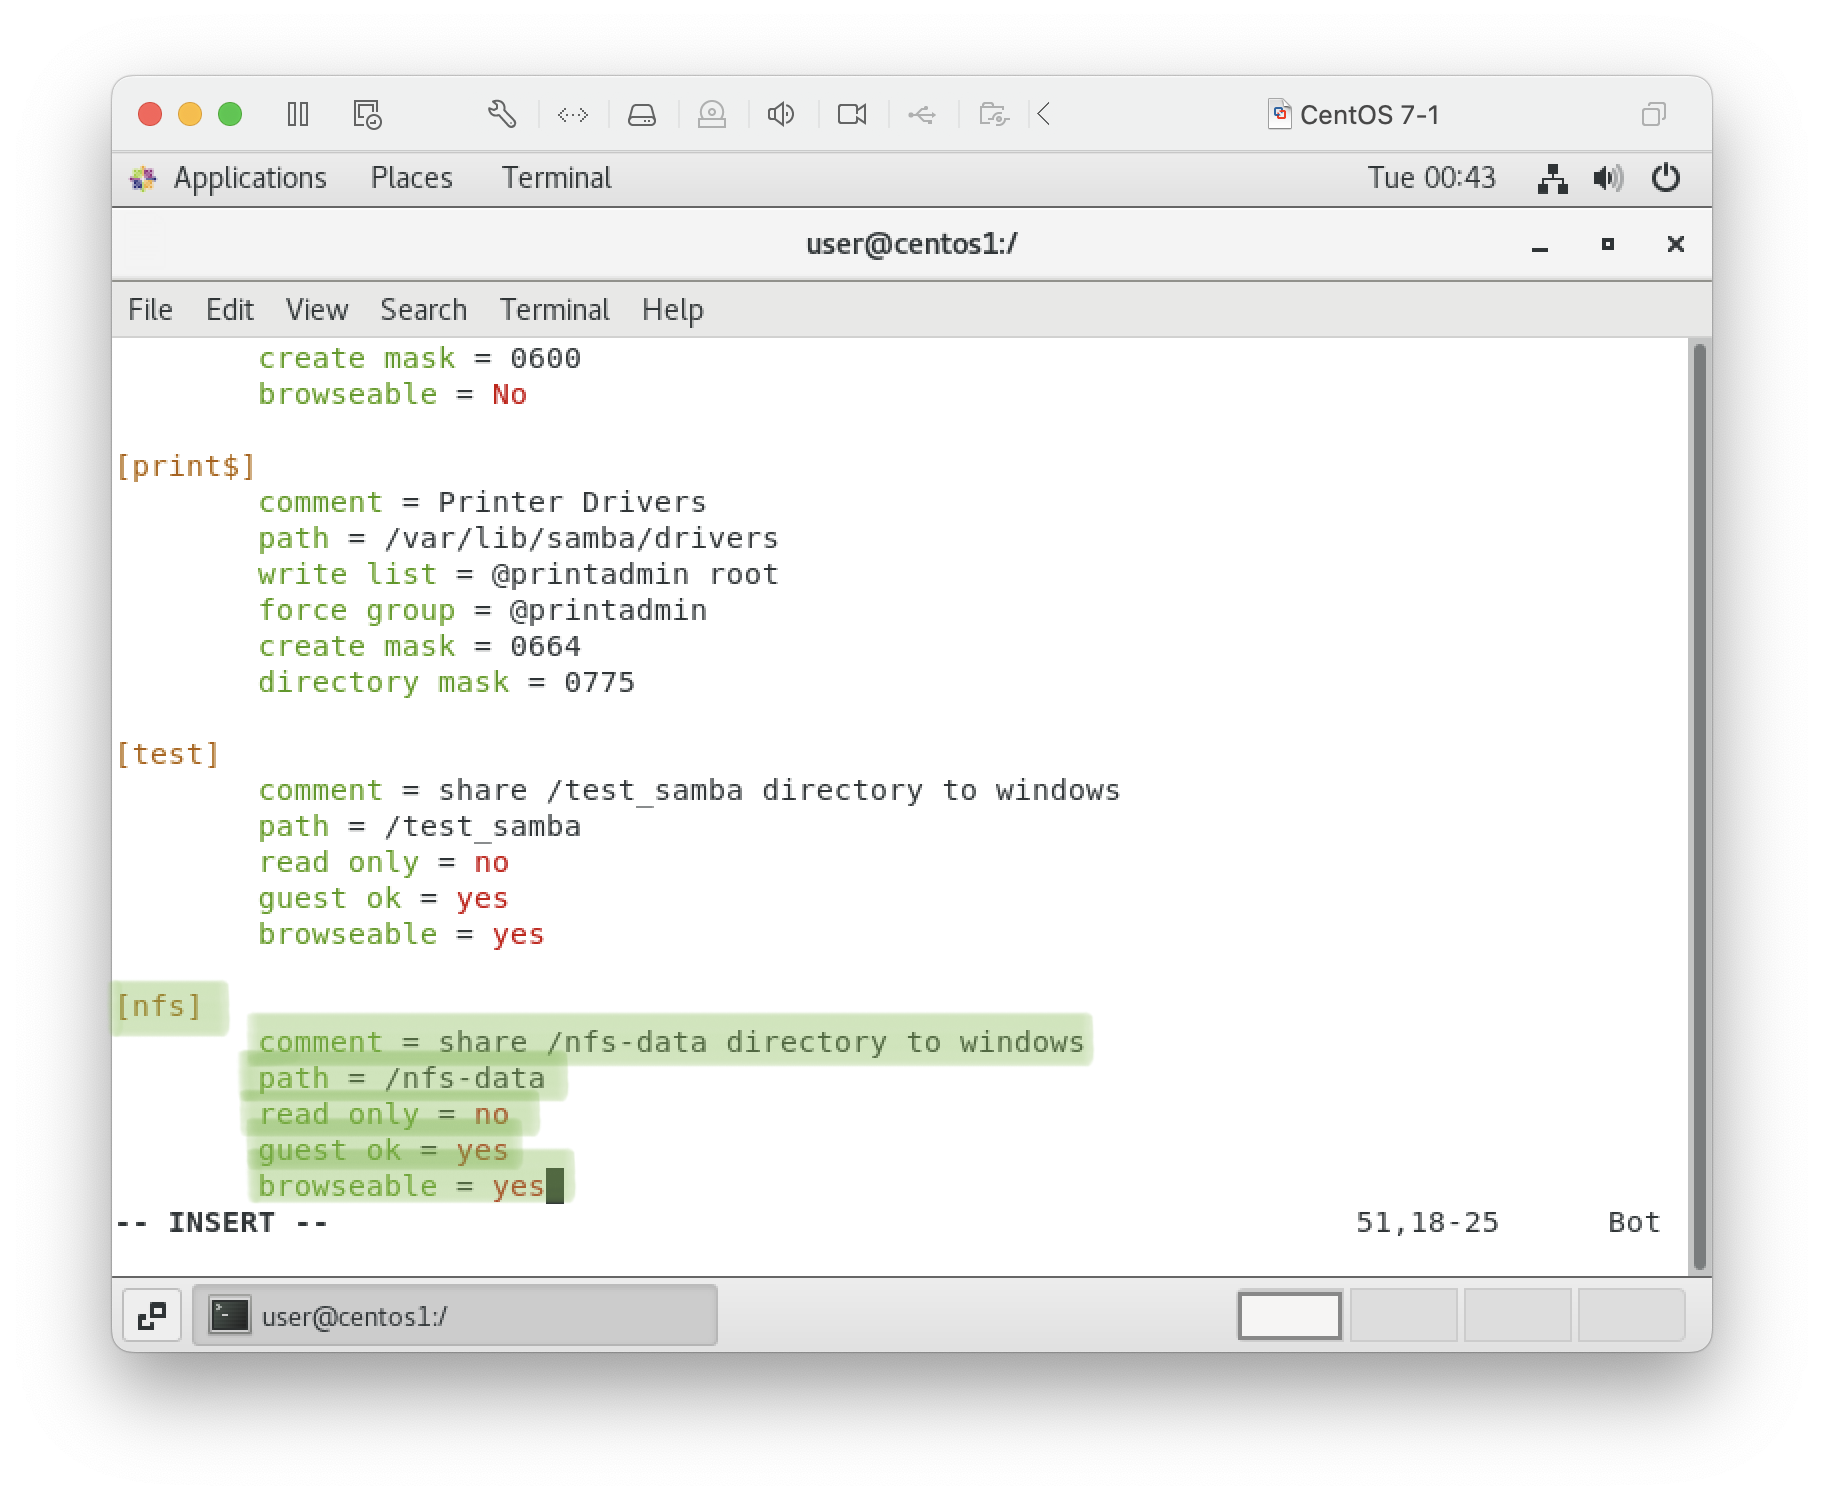 CentOS 7-1
Applications Places Terminal Tue 00:43
user@centos1:/
File Edit View Search Terminal Help
create mask = 0600
browseable = No
[print$]
comment = Printer Drivers
path = /var/lib/samba/drivers
write list = @printadmin root
force group = @printadmin
create mask = 0664
directory mask = 0775
[test]
comment = share /test_samba directory to windows
path = /test_samba
read only = no
guest ok = yes
browseable = yes
[nfs]
comment = share /nfs-data directory to windows
path = /nfs-data
read only = no
guest ok = yes
browseable = yes
-- INSERT -- 51,18-25 Bot
user@centos1:/